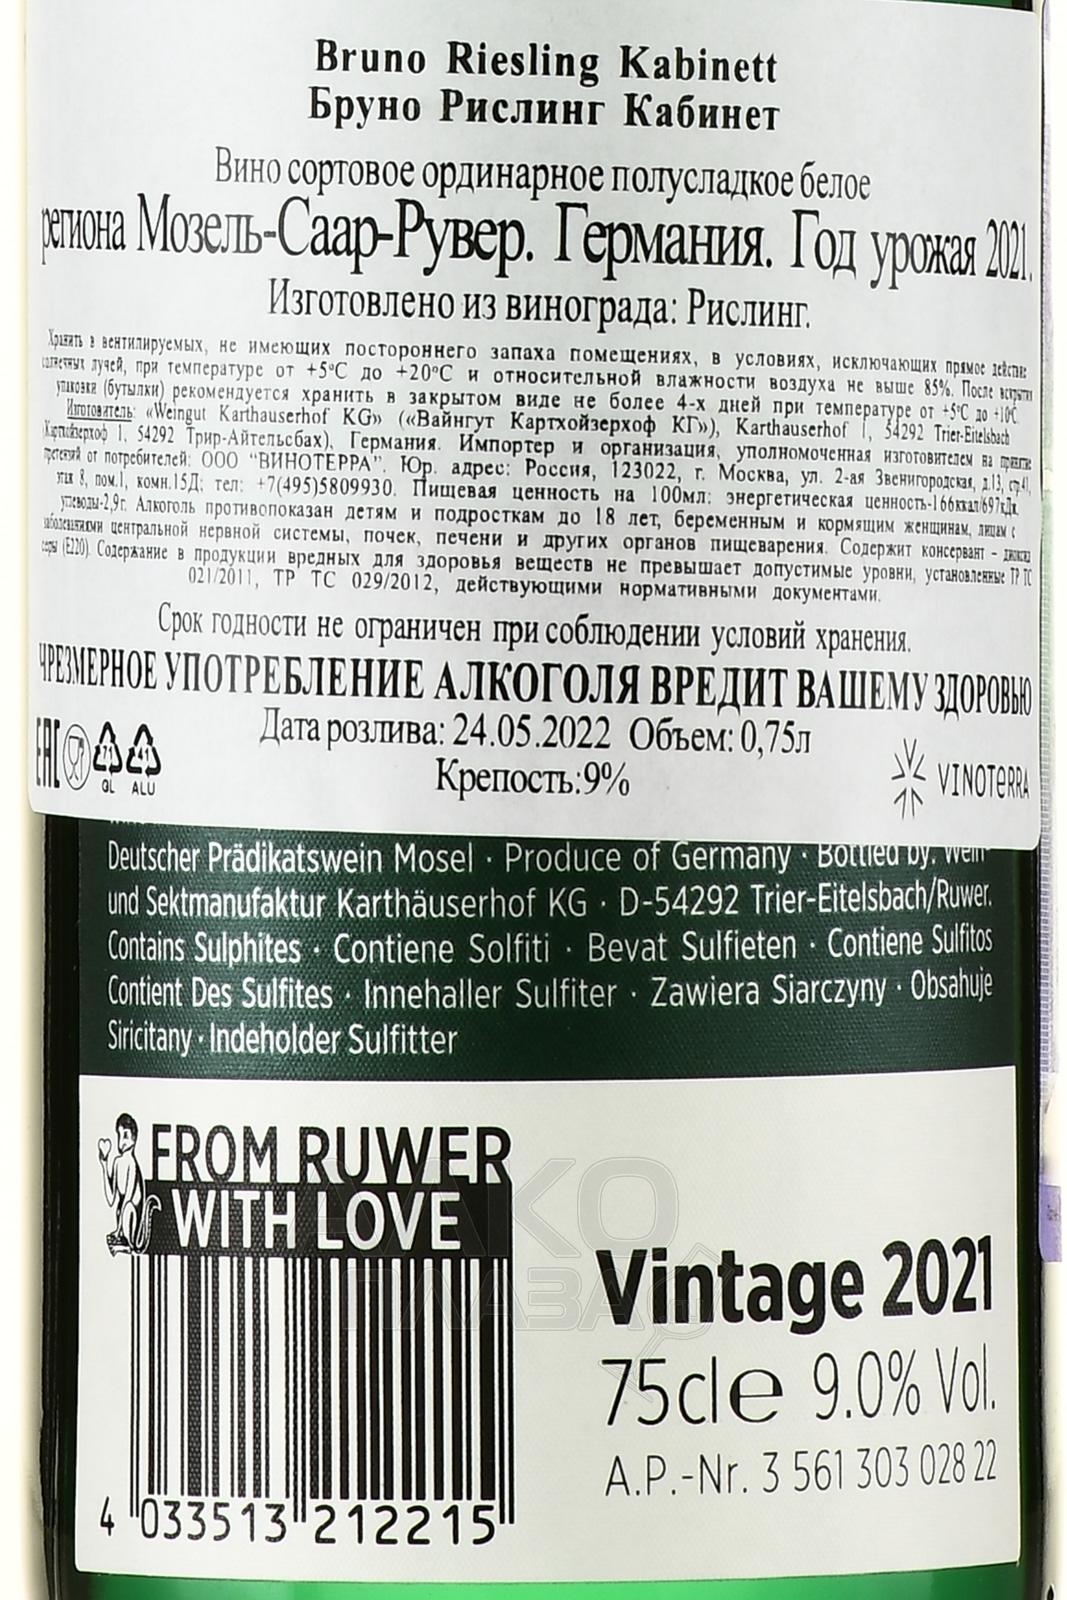 Bruno Riesling Kabinett
Бруно Рислинг Кабинет
Вино сортовое ординарное полусладкое белое
региона Мозель-Саар-Рувер. Германия. Год урожая 2021.
Изготовлено из винограда: Рислинг.
Хранить в вентилируемых, не имеющих постороннего запаха помещениях, в условиях, исключающих прямое действие
солнечных лучей, при температуре от +5°С до +20°С и относительной влажности воздуха не выше 85%. После вскрытия
упаковки (бутылки) рекомендуется хранить в закрытом виде не более 4-х дней при температуре от +5°С до +10°С.
Изготовитель: «Weingut Karthauserhof KG» («Вайнгут Картхойзерхоф КГ»), Karthauserhof 1, 54292 Trier-Eitelsbach
(Картхойзерхоф 1, 54292 Трир-Айтельсбах), Германия. Импортер и организация, уполномоченная изготовителем на принятие
претензий от потребителей: ООО "ВИНОТЕРРА". Юр. адрес: Россия, 123022, г. Москва, ул. 2-ая Звенигородская, д.13, стр.41,
этаж 8, пом.1, комн.15Д; тел: +7(495)5809930. Пищевая ценность на 100мл: энергетическая ценность-166ккал/697кДж,
углеводы-2,9г. Алкоголь противопоказан детям и подросткам до 18 лет, беременным и кормящим женщинам, лицам с
заболеваниями центральной нервной системы, почек, печени и других органов пищеварения. Содержит консервант – диоксид
серы (Е220). Содержание в продукции вредных для здоровья веществ не превышает допустимые уровни, установленные ТР ТС
021/2011, ТР ТС 029/2012, действующими нормативными документами.
Срок годности не ограничен при соблюдении условий хранения.
ЧРЕЗМЕРНОЕ УПОТРЕБЛЕНИЕ АЛКОГОЛЯ ВРЕДИТ ВАШЕМУ ЗДОРОВЬЮ
Дата розлива: 24.05.2022 Объем: 0,75л
Крепость:9%
EAC 71 GL 41 ALU
VINOTERRA
Deutscher Prädikatswein Mosel · Produce of Germany · Bottled by: Wein-
und Sektmanufaktur Karthäuserhof KG · D-54292 Trier-Eitelsbach/Ruwer.
Contains Sulphites · Contiene Solfiti · Bevat Sulfieten · Contiene Sulfitos
Contient Des Sulfites · Innehaller Sulfiter · Zawiera Siarczyny · Obsahuje
Siricitany · Indeholder Sulfitter
FROM RUWER
WITH LOVE
Vintage 2021
75cl e 9.0% Vol.
A.P.-Nr. 3 561 303 028 22
4 033513 212215
АЛКО
ПЛАЗА